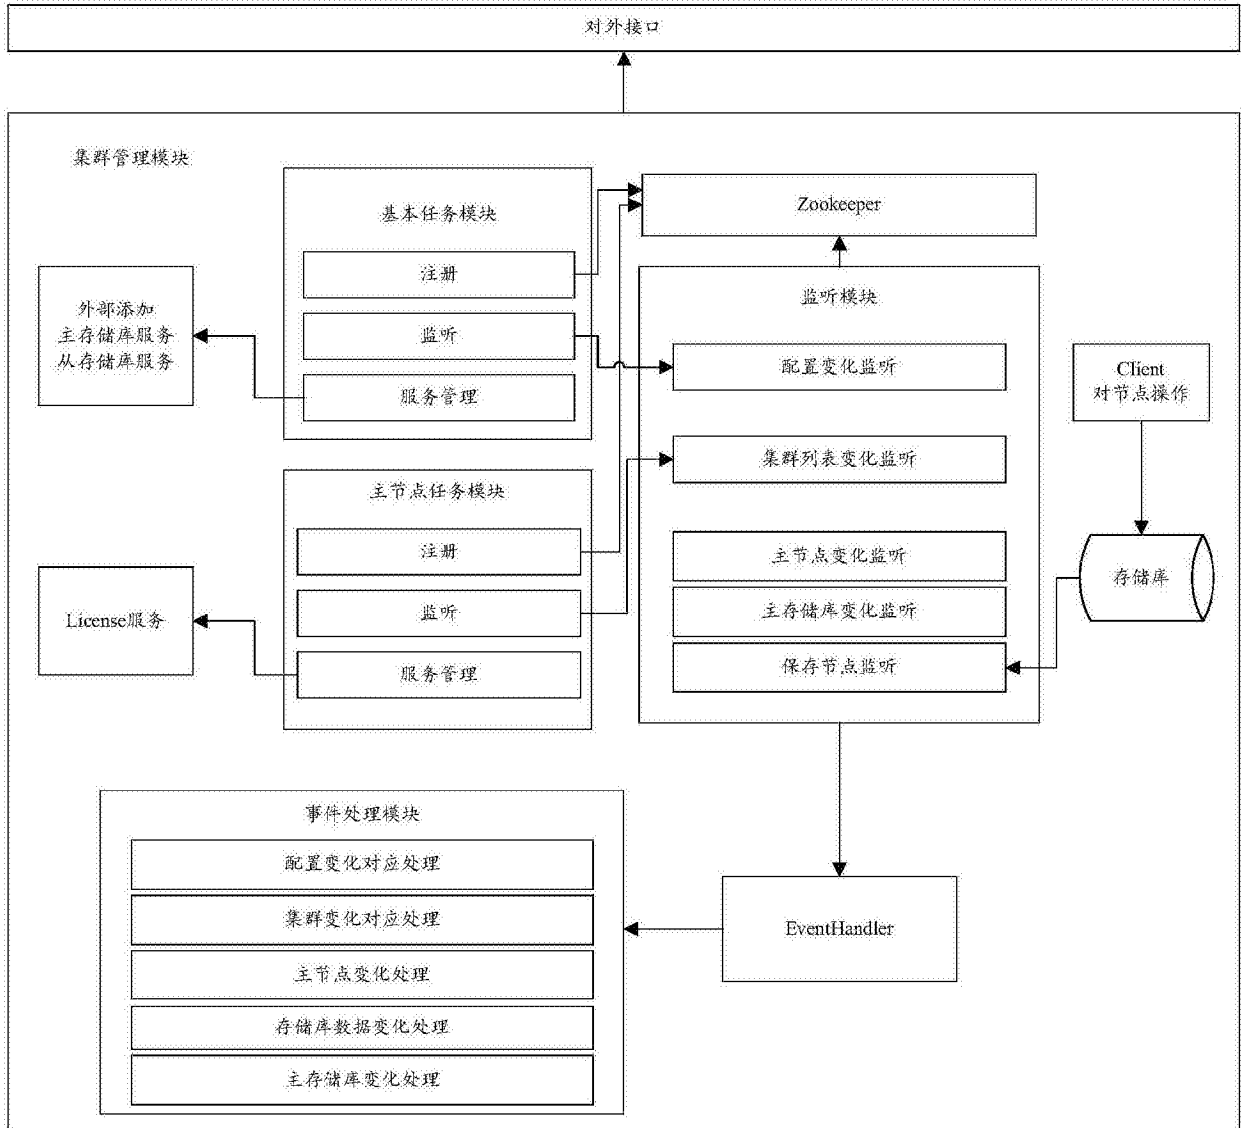 对外接口
集群管理模块
基本任务模块
注册
监听
服务管理
外部添加
主存储库服务
从存储库服务
主节点任务模块
注册
监听
服务管理
License服务
Zookeeper
监听模块
配置变化监听
集群列表变化监听
主节点变化监听
主存储库变化监听
保存节点监听
Client
对节点操作
存储库
事件处理模块
配置变化对应处理
集群变化对应处理
主节点变化处理
存储库数据变化处理
主存储库变化处理
EventHandler